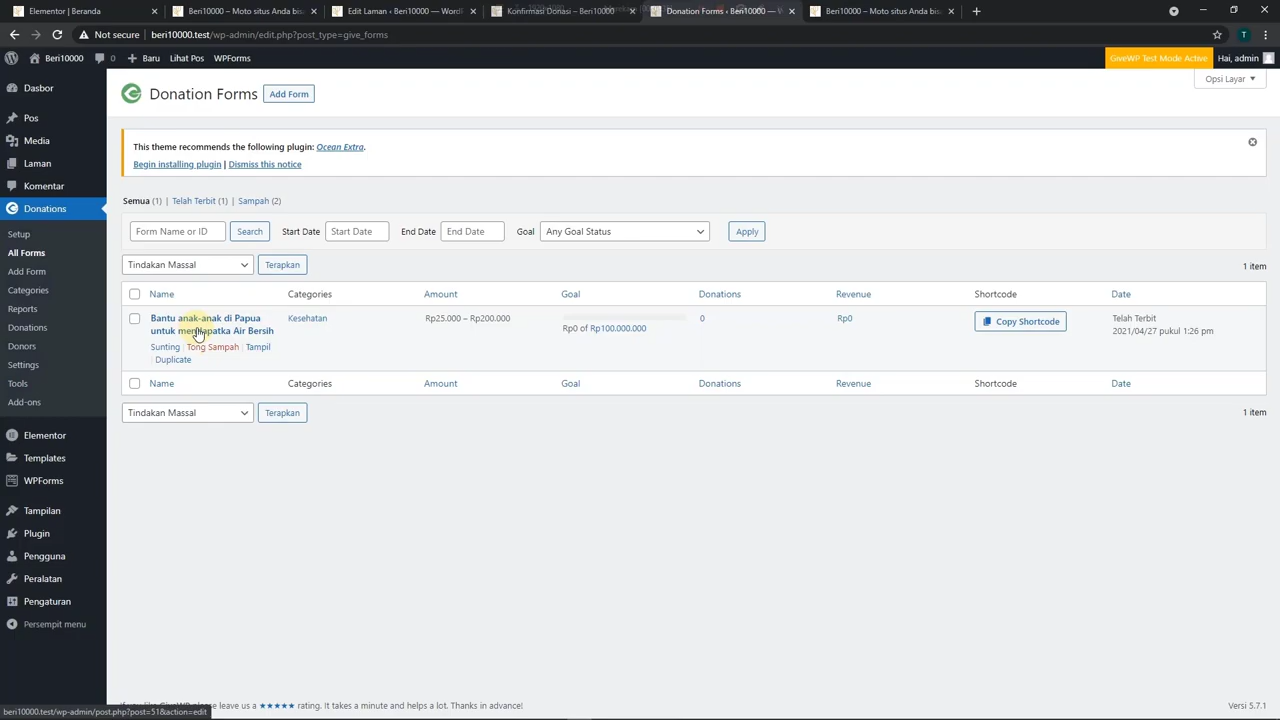 Elementor | Beranda
Beri10000 – Moto situs Anda bis
Edit Laman ‹ Beri10000 — Word
Konfirmasi Donasi – Beri10000
Donation Forms ‹ Beri10000 — W
Beri10000 – Moto situs Anda bis
Not secure | beri10000.test/wp-admin/edit.php?post_type=give_forms
Beri10000 0 Baru Lihat Pos WPForms GiveWP Test Mode Active Hai, admin
Opsi Layar
Donation Forms Add Form
This theme recommends the following plugin: Ocean Extra.
Begin installing plugin | Dismiss this notice
Semua (1) | Telah Terbit (1) | Sampah (2)
Form Name or ID Search Start Date Start Date End Date End Date Goal Any Goal Status Apply
Tindakan Massal Terapkan 1 item
Name Categories Amount Goal Donations Revenue Shortcode Date
Bantu anak-anak di Papua
untuk mendapatka Air Bersih
Sunting | Tong Sampah | Tampil
| Duplicate
Kesehatan
Rp25.000 – Rp200.000
Rp0 of Rp100.000.000
0
Rp0
Copy Shortcode
Telah Terbit
2021/04/27 pukul 1:26 pm
Name Categories Amount Goal Donations Revenue Shortcode Date
Tindakan Massal Terapkan 1 item
Dasbor
Pos
Media
Laman
Komentar
Donations
Setup
All Forms
Add Form
Categories
Reports
Donations
Donors
Settings
Tools
Add-ons
Elementor
Templates
WPForms
Tampilan
Plugin
Pengguna
Peralatan
Pengaturan
Persempit menu
If you like GiveWP please leave us a ★★★★★ rating. It takes a minute and helps a lot. Thanks in advance!
Versi 5.7.1
beri10000.test/wp-admin/post.php?post=51&action=edit